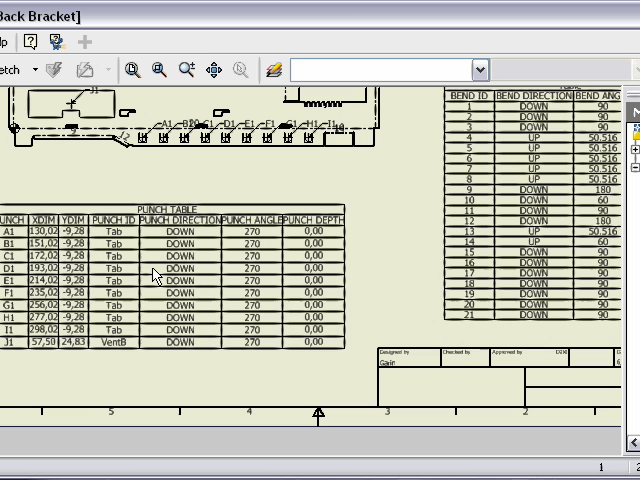 Back Bracket]
lp
etch
J1
A1 B1 C1 D1 E1 F1 G1 H1 I1
PUNCH TABLE
UNCH XDIM YDIM PUNCH ID PUNCH DIRECTION PUNCH ANGLE PUNCH DEPTH
A1 130,02 -9,28 Tab DOWN 270 0,00
B1 151,02 -9,28 Tab DOWN 270 0,00
C1 172,02 -9,28 Tab DOWN 270 0,00
D1 193,02 -9,28 Tab DOWN 270 0,00
E1 214,02 -9,28 Tab DOWN 270 0,00
F1 235,02 -9,28 Tab DOWN 270 0,00
G1 256,02 -9,28 Tab DOWN 270 0,00
H1 277,02 -9,28 Tab DOWN 270 0,00
I1 298,02 -9,28 Tab DOWN 270 0,00
J1 57,50 24,83 VentB DOWN 270 0,00
BEND ID BEND DIRECTION BEND ANG
1 DOWN 90
2 DOWN 90
3 DOWN 90
4 UP 50.516
5 UP 50.516
6 UP 50.516
7 UP 50.516
8 UP 50.516
9 DOWN 180
10 DOWN 60
11 DOWN 90
12 DOWN 180
13 UP 50.516
14 UP 60
15 DOWN 90
16 DOWN 90
17 DOWN 90
18 DOWN 90
19 DOWN 90
20 DOWN 90
21 DOWN 90
Designed by Checked by Approved by
Garin
5 4 3 2
1 2